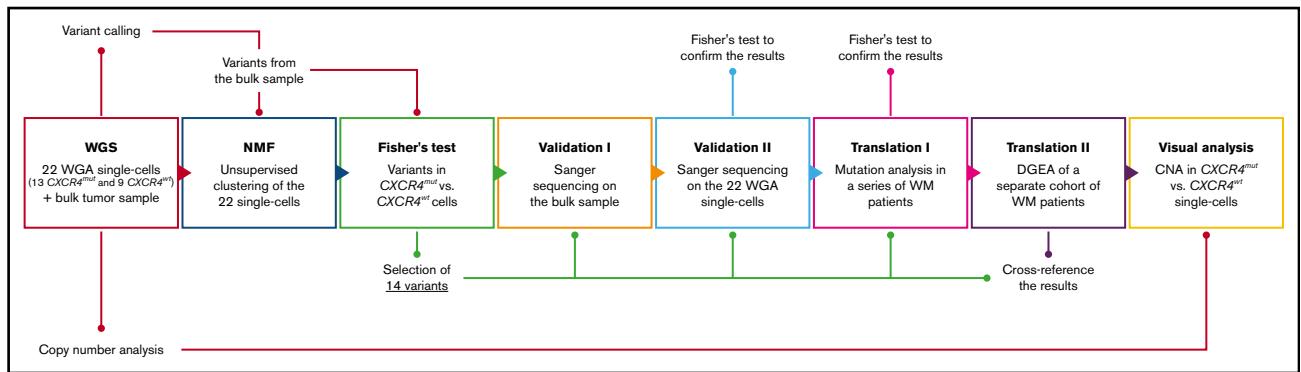 Variant calling
Variants from
the bulk sample
Fisher's test to
confirm the results
Fisher's test to
confirm the results
WGS
22 WGA single-cells
(13 CXCR4mut and 9 CXCR4wt)
+ bulk tumor sample
NMF
Unsupervised
clustering of the
22 single-cells
Fisher's test
Variants in
CXCR4mut vs.
CXCR4wt cells
Validation I
Sanger
sequencing on
the bulk sample
Validation II
Sanger sequencing
on the 22 WGA
single-cells
Translation I
Mutation analysis in
a series of WM
patients
Translation II
DGEA of a
separate cohort of
WM patients
Visual analysis
CNA in CXCR4mut
vs. CXCR4wt
single-cells
Selection of
14 variants
Cross-reference
the results
Copy number analysis